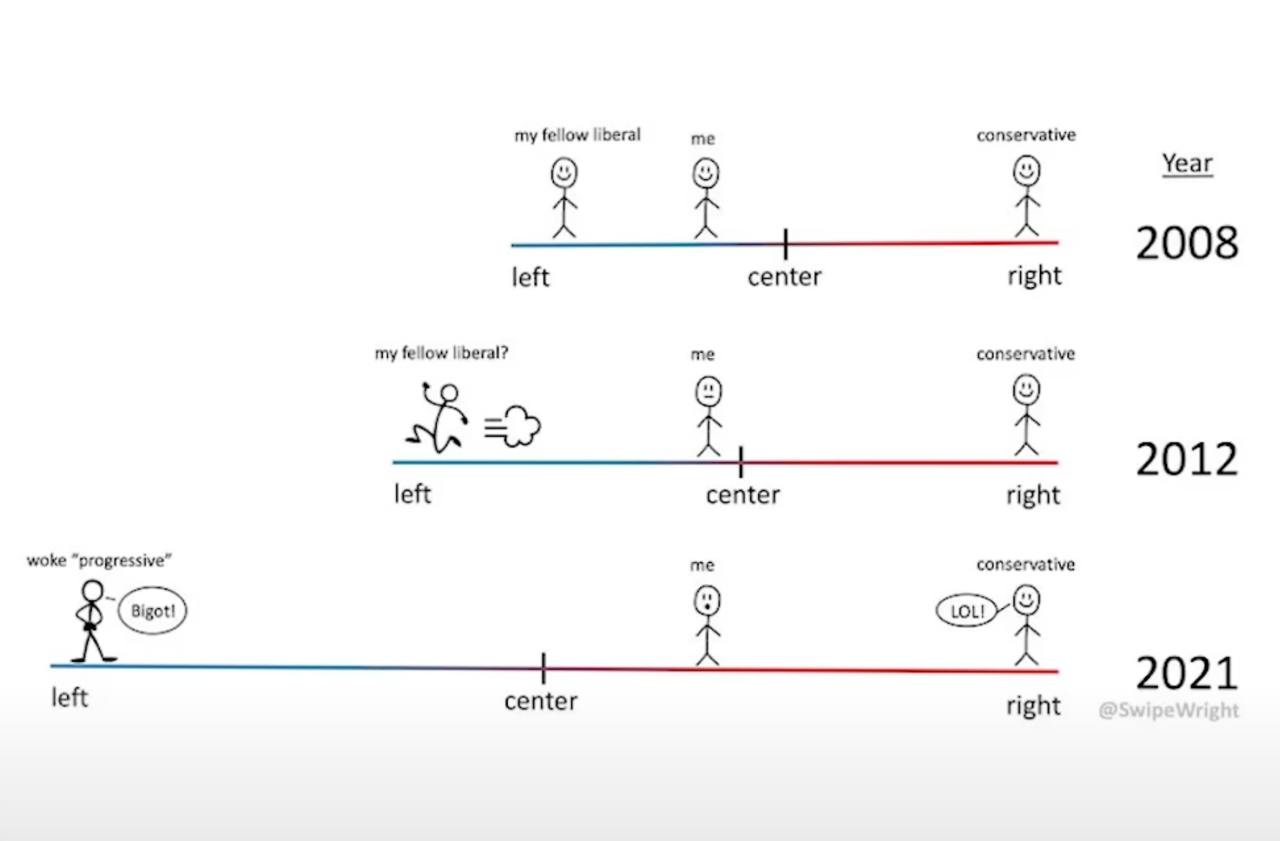 my fellow liberal
me
conservative
Year
2008
left
center
right
my fellow liberal?
me
conservative
2012
left
center
right
woke "progressive"
me
conservative
Bigot!
LOL!
2021
left
center
right
@SwipeWright